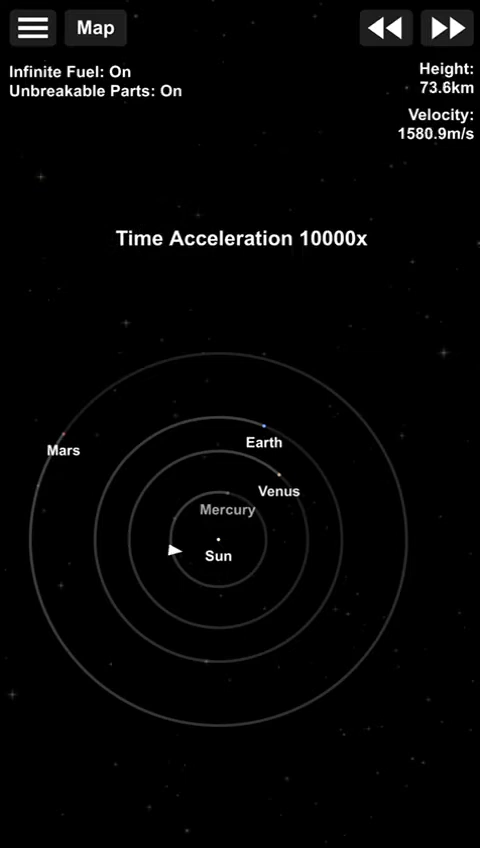 Map
Infinite Fuel: On
Unbreakable Parts: On
Height:
73.6km
Velocity:
1580.9m/s
Time Acceleration 10000x
Mars
Earth
Venus
Mercury
Sun